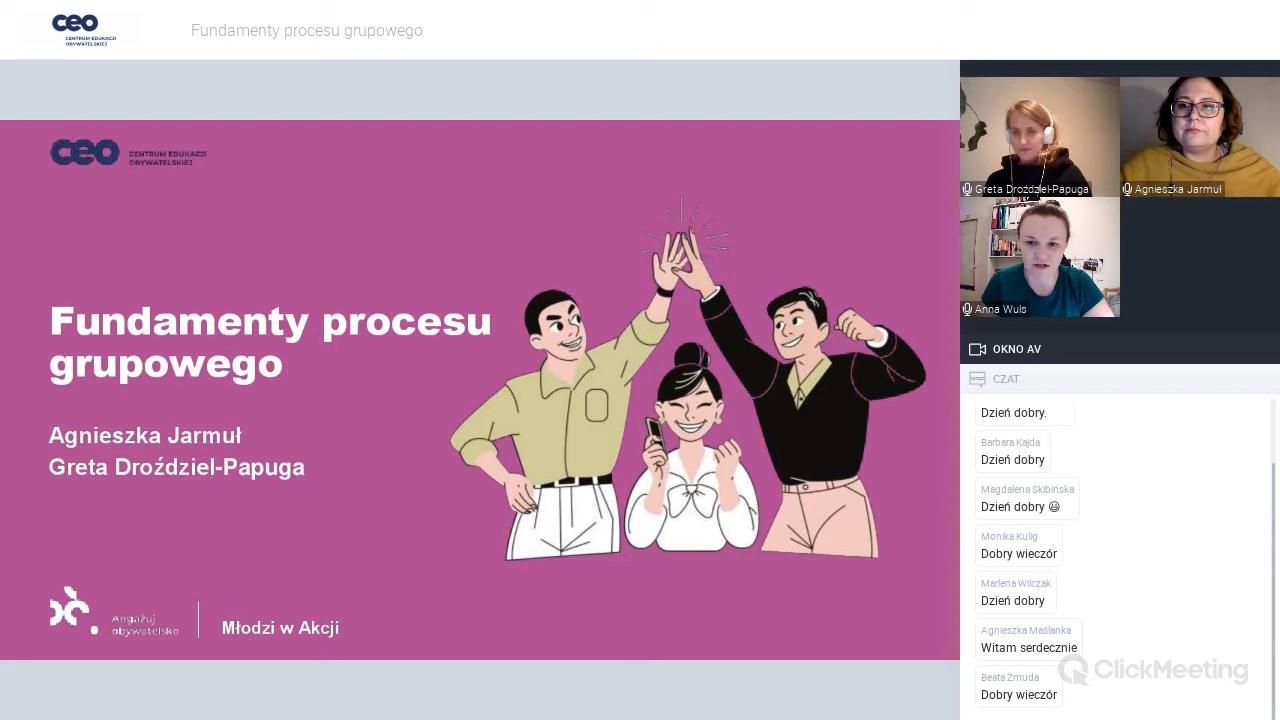 ceo
CENTRUM EDUKACJI
OBYWATELSKIEJ
Fundamenty procesu grupowego
ceo
CENTRUM EDUKACJI
OBYWATELSKIEJ
Fundamenty procesu
grupowego
Agnieszka Jarmuł
Greta Droździel-Papuga
Angażuj
obywatelsko
Młodzi w Akcji
Greta Droździel-Papuga
Agnieszka Jarmuł
Anna Wuls
OKNO AV
CZAT
Dzień dobry.
Barbara Kajda
Dzień dobry
Magdalena Skibińska
Dzień dobry 😃
Monika Kulig
Dobry wieczór
Marlena Wilczak
Dzień dobry
Agnieszka Maślanka
Witam serdecznie
Beata Żmuda
Dobry wieczór
ClickMeeting